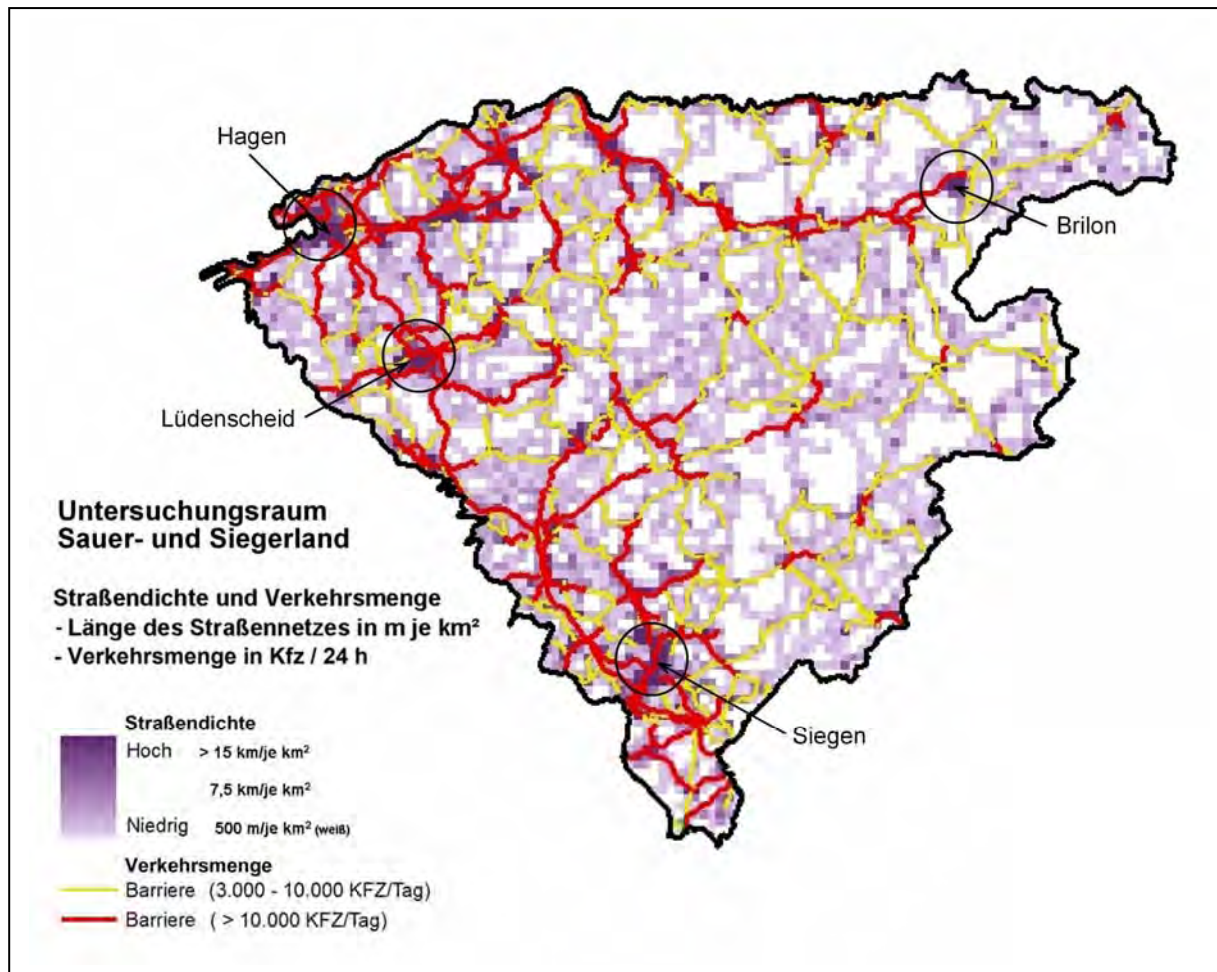 Hagen
Brilon
Lüdenscheid
Untersuchungsraum
Sauer- und Siegerland
Straßendichte und Verkehrsmenge
- Länge des Straßennetzes in m je km²
- Verkehrsmenge in Kfz / 24 h
Siegen
Straßendichte
Hoch > 15 km/je km²
7,5 km/je km²
Niedrig 500 m/je km² (weiß)
Verkehrsmenge
Barriere (3.000 - 10.000 KFZ/Tag)
Barriere ( > 10.000 KFZ/Tag)